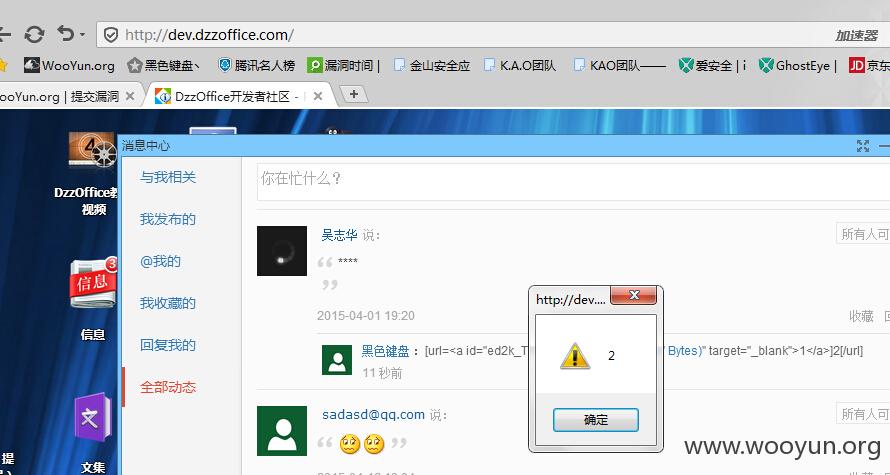 http://dev.dzzoffice.com/
加速器
WooYun.org 黑色键盘丶 腾讯名人榜 漏洞时间 | 金山安全应 K.A.O团队 KAO团队—— 爱安全 | i GhostEye | 京东
ooYun.org | 提交漏洞 DzzOffice开发者社区 -
消息中心
DzzOffice教
视频
信息
3
信息
文集
提
与我相关
我发布的
@我的
我收藏的
回复我的
全部动态
你在忙什么？
吴志华 说：
所有人可
****
2015-04-01 19:20
收藏
黑色键盘 ： [url=<a id="ed2k_T Bytes)" target="_blank">1</a>]2[/url]
11 秒前
sadasd@qq.com 说：
所有人可
http://dev....
2
确定
www.wooyun.org